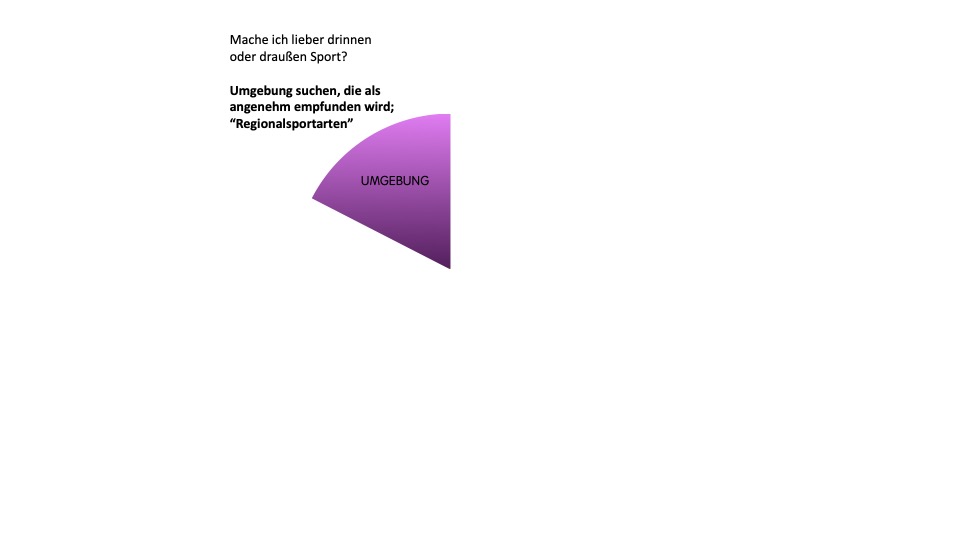 Mache ich lieber drinnen
oder draußen Sport?
Umgebung suchen, die als
angenehm empfunden wird;
“Regionalsportarten”
UMGEBUNG